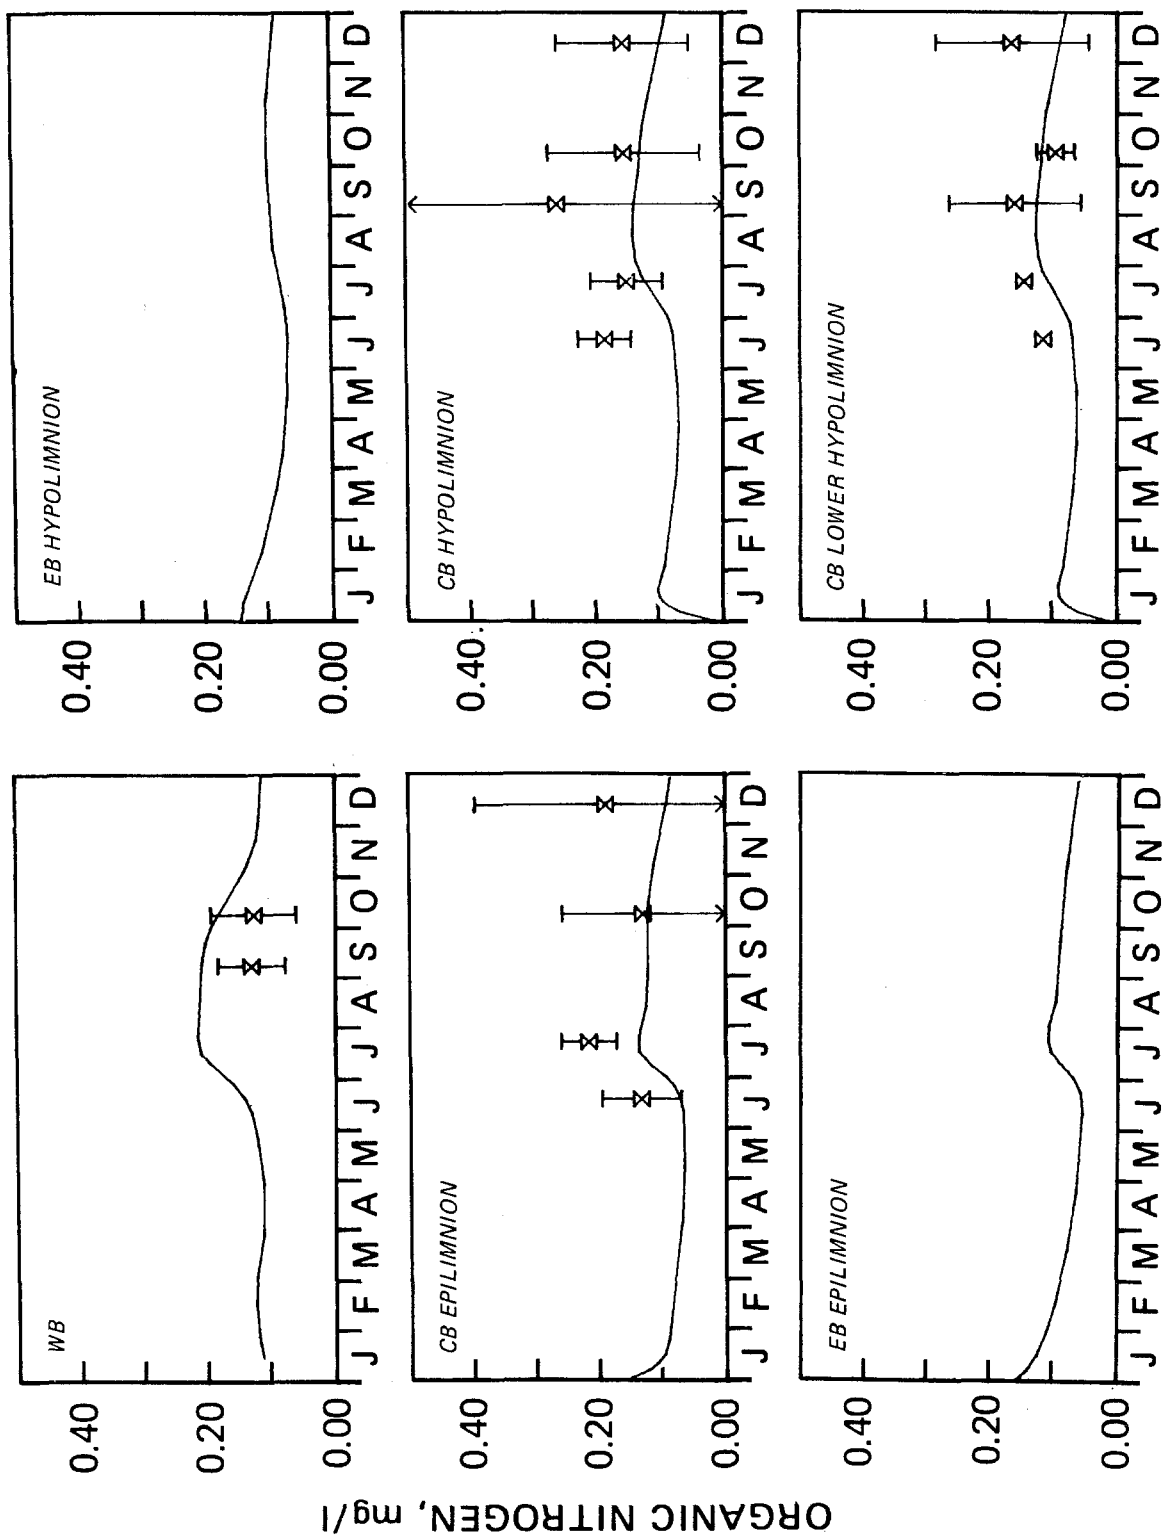 ORGANIC NITROGEN, mg/l
WB
0.40
0.20
0.00
J F M A M J J A S O N D
EB HYPOLIMNION
0.40
0.20
0.00
J F M A M J J A S O N D
CB EPILIMNION
0.40
0.20
0.00
J F M A M J J A S O N D
CB HYPOLIMNION
0.40
0.20
0.00
J F M A M J J A S O N D
EB EPILIMNION
0.40
0.20
0.00
J F M A M J J A S O N D
CB LOWER HYPOLIMNION
0.40
0.20
0.00
J F M A M J J A S O N D